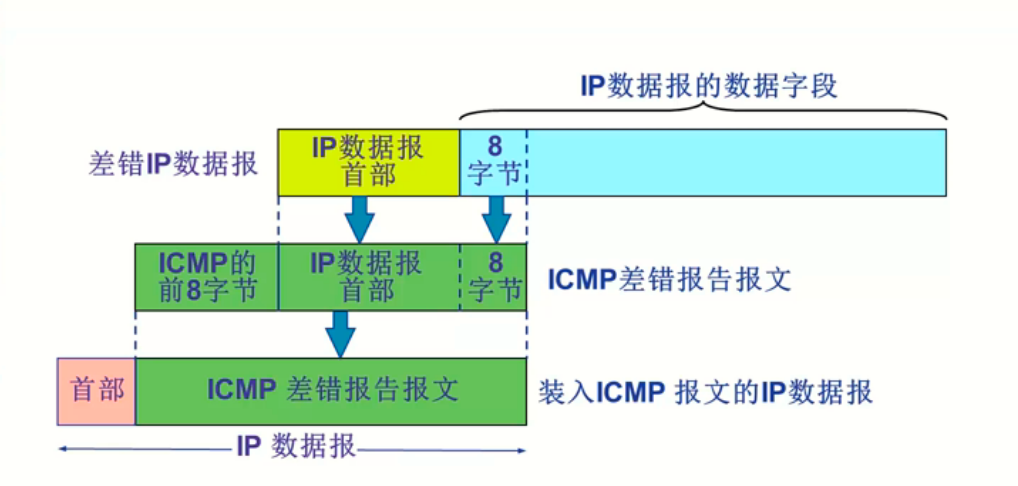 IP数据报的数据字段
差错IP数据报
IP数据报
首部
8
字节
ICMP的
前8字节
IP数据报
首部
8
字节
ICMP差错报告报文
首部
ICMP 差错报告报文
装入ICMP 报文的IP数据报
IP 数据报